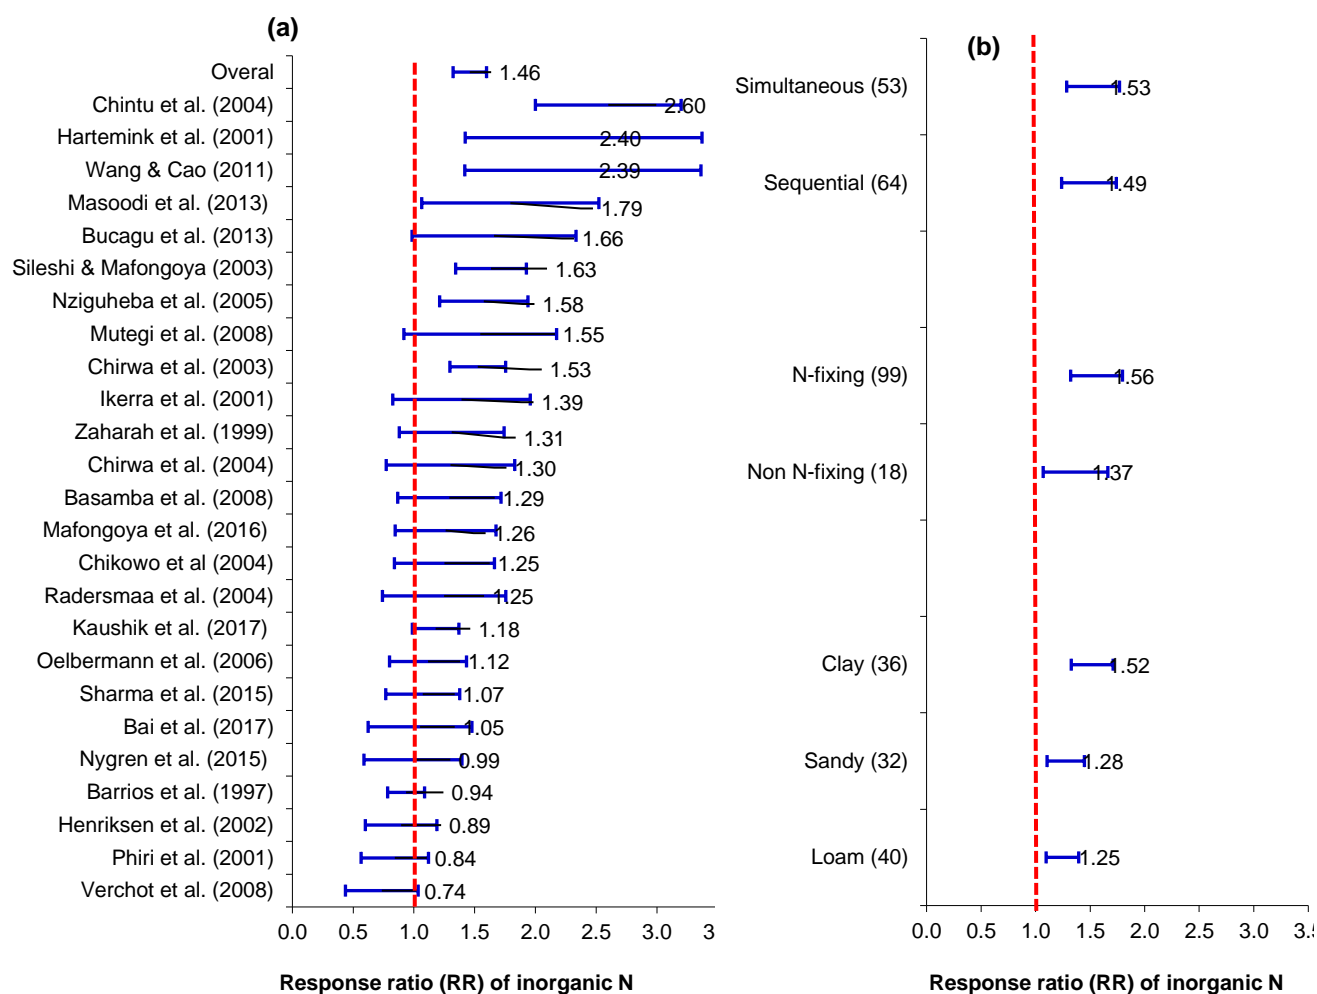 (a)
Overal 1.46
Chintu et al. (2004) 2.60
Hartemink et al. (2001) 2.40
Wang & Cao (2011) 2.39
Masoodi et al. (2013) 1.79
Bucagu et al. (2013) 1.66
Sileshi & Mafongoya (2003) 1.63
Nziguheba et al. (2005) 1.58
Mutegi et al. (2008) 1.55
Chirwa et al. (2003) 1.53
Ikerra et al. (2001) 1.39
Zaharah et al. (1999) 1.31
Chirwa et al. (2004) 1.30
Basamba et al. (2008) 1.29
Mafongoya et al. (2016) 1.26
Chikowo et al (2004) 1.25
Radersmaa et al. (2004) 1.25
Kaushik et al. (2017) 1.18
Oelbermann et al. (2006) 1.12
Sharma et al. (2015) 1.07
Bai et al. (2017) 1.05
Nygren et al. (2015) 0.99
Barrios et al. (1997) 0.94
Henriksen et al. (2002) 0.89
Phiri et al. (2001) 0.84
Verchot et al. (2008) 0.74
0.0 0.5 1.0 1.5 2.0 2.5 3.0 3
Response ratio (RR) of inorganic N
(b)
Simultaneous (53) 1.53
Sequential (64) 1.49
N-fixing (99) 1.56
Non N-fixing (18) 1.37
Clay (36) 1.52
Sandy (32) 1.28
Loam (40) 1.25
0.0 0.5 1.0 1.5 2.0 2.5 3.0 3.
Response ratio (RR) of inorganic N